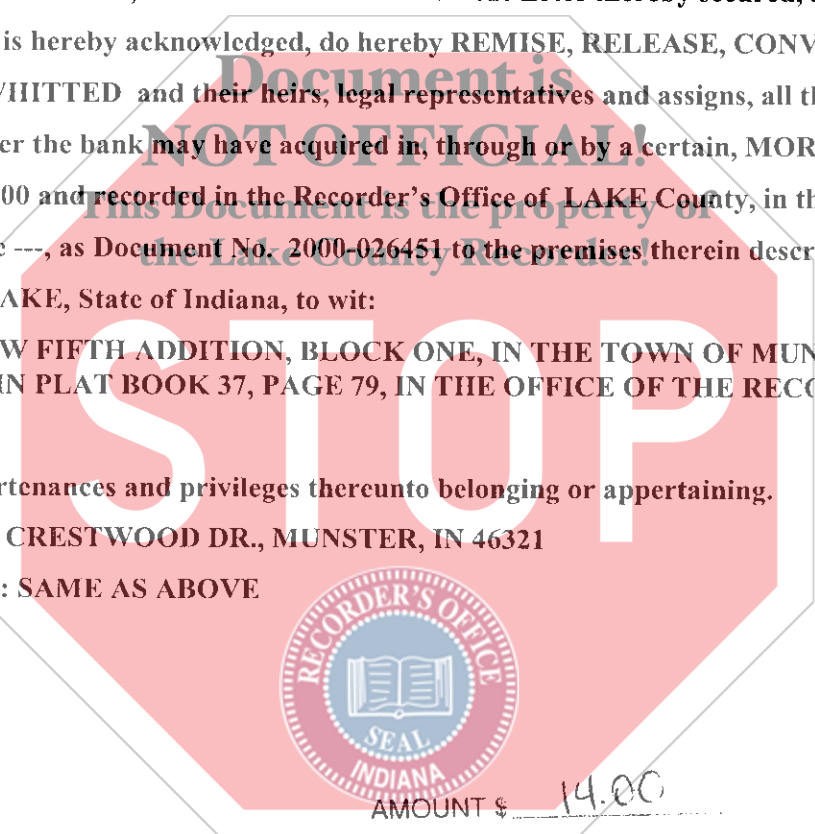 is hereby acknowledged, do hereby REMISE, RELEASE, CONV
Document is
WHITTED and their heirs, legal representatives and assigns, all th
NOT OFFICIAL!
er the bank may have acquired in, through or by a certain, MOR
This Document is the property of
00 and recorded in the Recorder's Office of LAKE County, in th
the Lake County Recorder!
e ---, as Document No. 2000-026451 to the premises therein descr
LAKE, State of Indiana, to wit:
W FIFTH ADDITION, BLOCK ONE, IN THE TOWN OF MUN
IN PLAT BOOK 37, PAGE 79, IN THE OFFICE OF THE RECO
STOP
rtenances and privileges thereunto belonging or appertaining.
CRESTWOOD DR., MUNSTER, IN 46321
: SAME AS ABOVE
RECORDER'S OFFICE
SEAL
INDIANA
AMOUNT $ 14.00